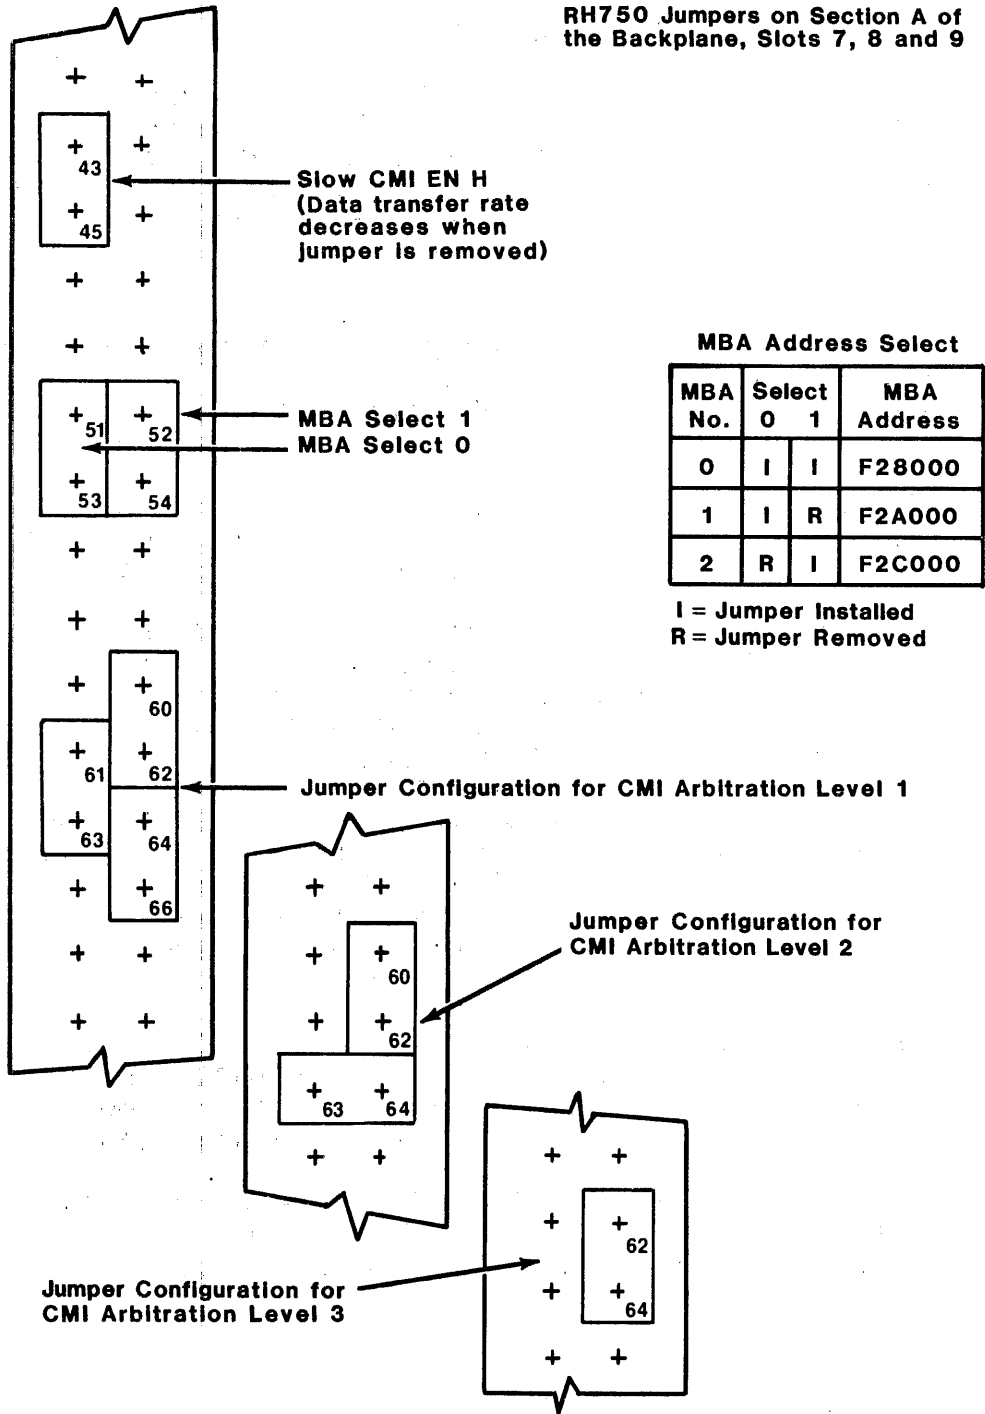 RH750 Jumpers on Section A of
the Backplane, Slots 7, 8 and 9
43
45
Slow CMI EN H
(Data transfer rate
decreases when
jumper is removed)
51
52
53
54
MBA Select 1
MBA Select 0
MBA Address Select
MBA No. Select 0 1 MBA Address
0 I I F28000
1 I R F2A000
2 R I F2C000
I = Jumper Installed
R = Jumper Removed
60
61
62
63
64
66
Jumper Configuration for CMI Arbitration Level 1
60
62
63
64
Jumper Configuration for
CMI Arbitration Level 2
62
64
Jumper Configuration for
CMI Arbitration Level 3